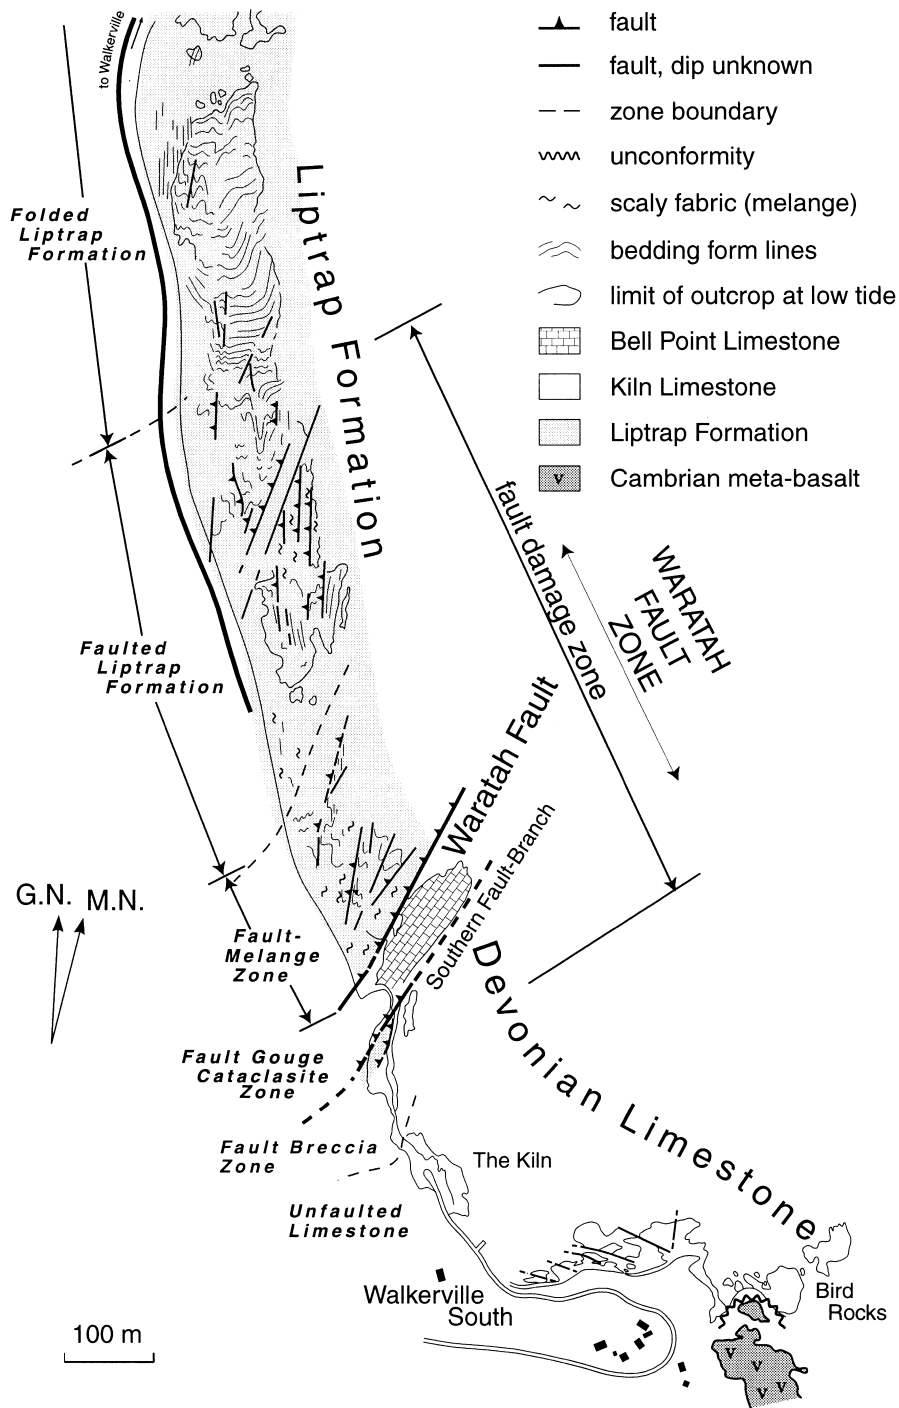 to Walkerville
fault
fault, dip unknown
zone boundary
unconformity
scaly fabric (melange)
bedding form lines
limit of outcrop at low tide
Bell Point Limestone
Kiln Limestone
Liptrap Formation
v
Cambrian meta-basalt
Folded
Liptrap
Formation
Liptrap Formation
fault damage zone
WARATAH
FAULT
ZONE
Faulted
Liptrap
Formation
Waratah Fault
Southern Fault-Branch
G.N. M.N.
Fault-
Melange
Zone
Devonian Limestone
Fault Gouge
Cataclasite
Zone
Fault Breccia
Zone
The Kiln
Unfaulted
Limestone
Walkerville
South
Bird
Rocks
100 m
v
v
v v